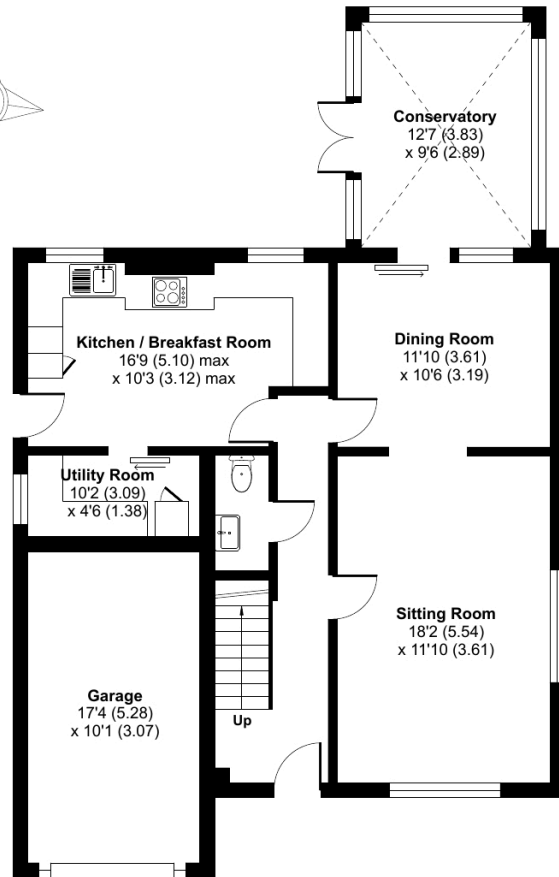 Conservatory
12'7 (3.83)
x 9'6 (2.89)
Kitchen / Breakfast Room
16'9 (5.10) max
x 10'3 (3.12) max
Dining Room
11'10 (3.61)
x 10'6 (3.19)
Utility Room
10'2 (3.09)
x 4'6 (1.38)
Sitting Room
18'2 (5.54)
x 11'10 (3.61)
Garage
17'4 (5.28)
x 10'1 (3.07)
Up